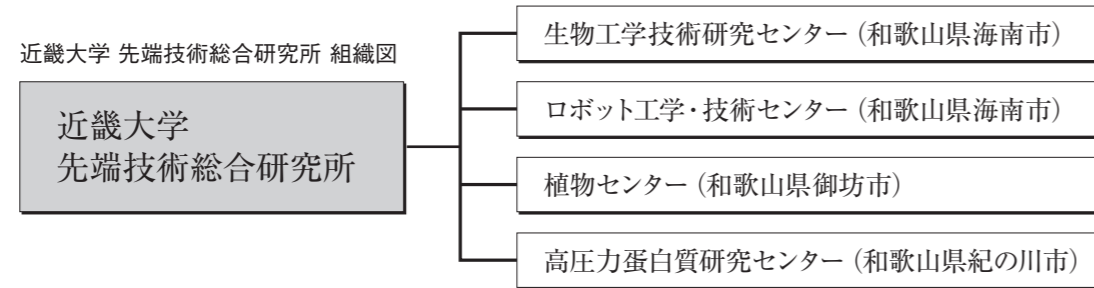 近畿大学 先端技術総合研究所 組織図
近畿大学
先端技術総合研究所
生物工学技術研究センター（和歌山県海南市）
ロボット工学・技術センター（和歌山県海南市）
植物センター（和歌山県御坊市）
高圧力蛋白質研究センター（和歌山県紀の川市）